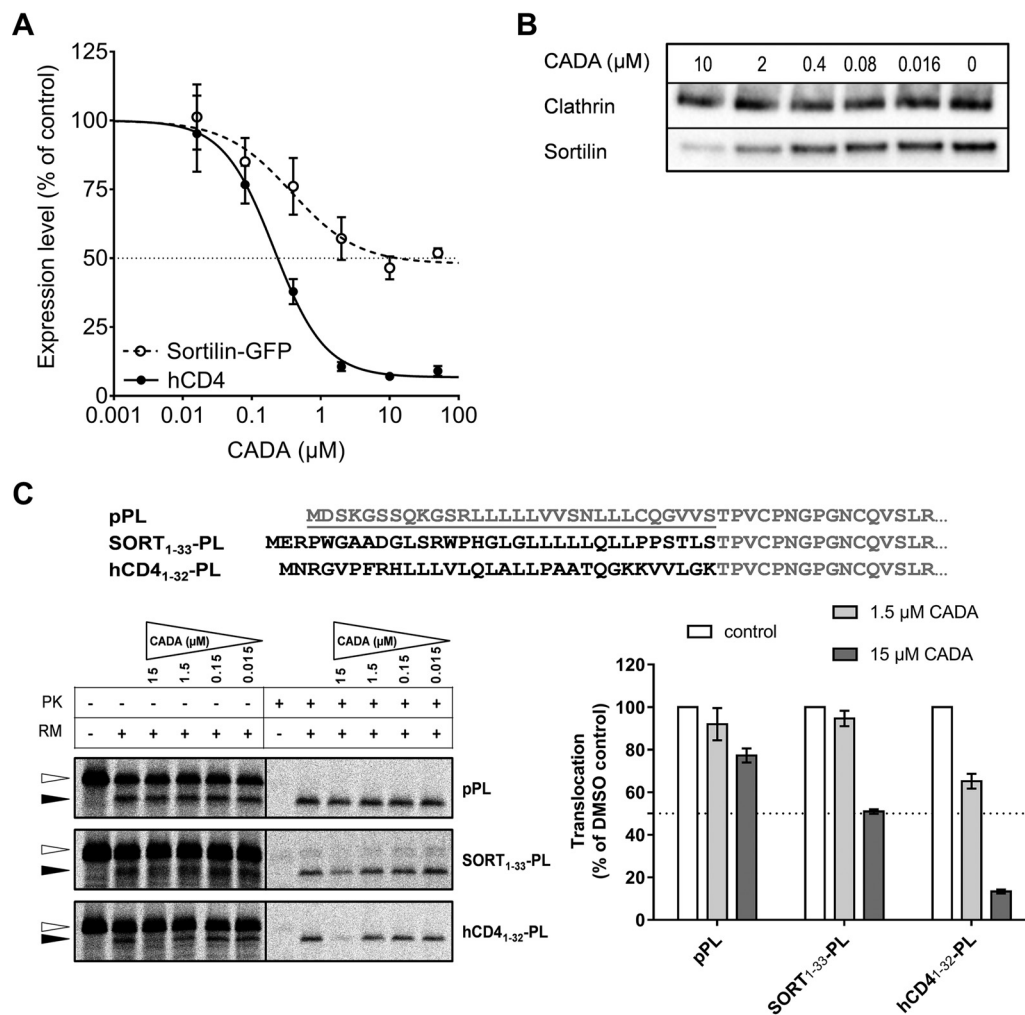 A
Expression level (% of control)
125
100
75
50
25
0
Sortilin-GFP
hCD4
0.001 0.01 0.1 1 10 100
CADA (µM)
B
CADA (µM) 10 2 0.4 0.08 0.016 0
Clathrin
Sortilin
C
pPL MDSKGSSQKGSRLLLLLVVSNLLLCQGVVSTPVCPNGPGNCQVSLR...
SORT1-33-PL MERPWGAADGLSRWPHGLGLLLLLQLLPPSTLSTPVCPNGPGNCQVSLR...
hCD41-32-PL MNRGVPFRHLLLVLQLALLPAATQGKKVVLGKTPVCPNGPGNCQVSLR...
CADA (µM) CADA (µM)
15 1.5 0.15 0.015 15 1.5 0.15 0.015
PK - - - - - - + + + + + +
RM - + + + + + - + + + + +
pPL
SORT1-33-PL
hCD41-32-PL
control
1.5 µM CADA
15 µM CADA
Translocation
(% of DMSO control)
120
100
80
60
40
20
0
pPL SORT1-33-PL hCD41-32-PL